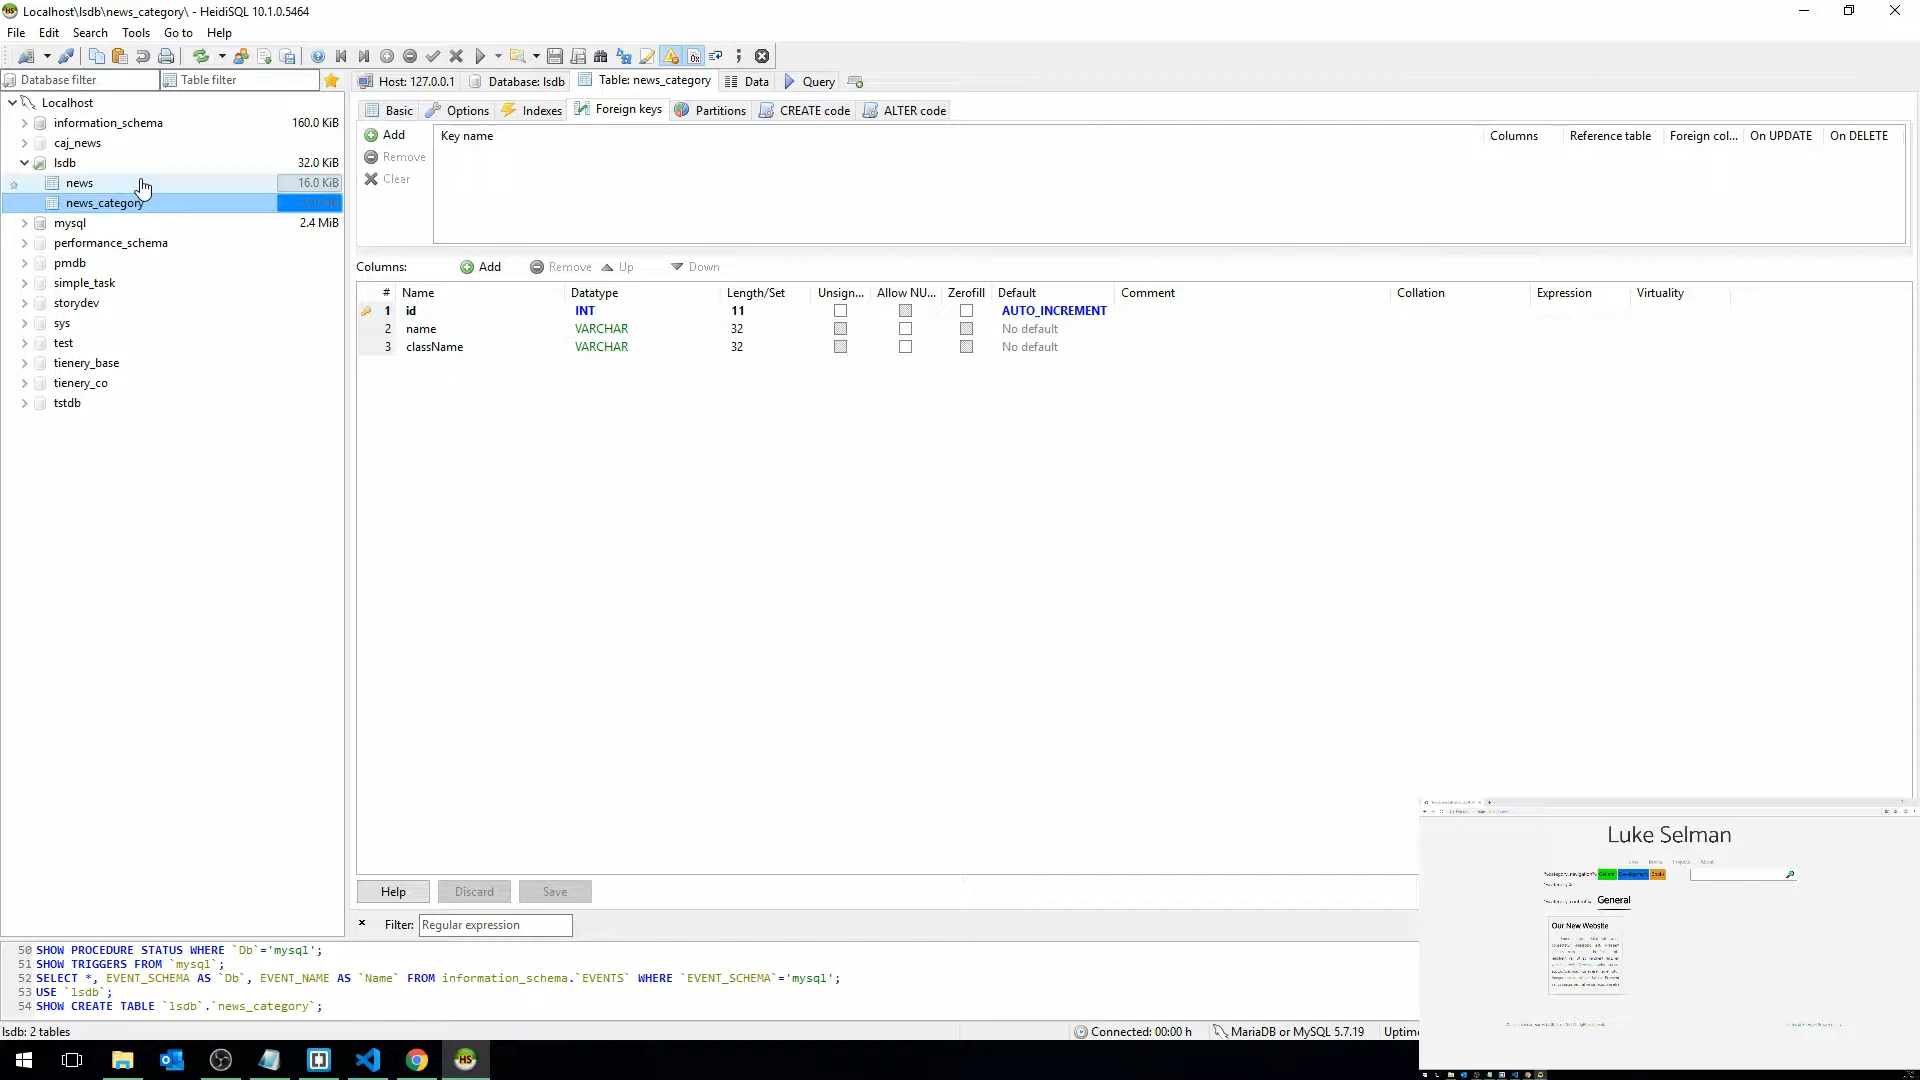 Localhost\lsdb\news_category\ - HeidiSQL 10.1.0.5464
File Edit Search Tools Go to Help
Database filter Table filter Host: 127.0.0.1 Database: lsdb Table: news_category Data Query
Basic Options Indexes Foreign keys Partitions CREATE code ALTER code
Localhost
information_schema 160.0 KiB
caj_news
lsdb 32.0 KiB
news 16.0 KiB
news_category
mysql 2.4 MiB
performance_schema
pmdb
simple_task
storydev
sys
test
tienery_base
tienery_co
tstdb
Add Key name Columns Reference table Foreign col... On UPDATE On DELETE
Remove
Clear
Columns: Add Remove Up Down
# Name Datatype Length/Set Unsign... Allow NU... Zerofill Default Comment Collation Expression Virtuality
1 id INT 11 AUTO_INCREMENT
2 name VARCHAR 32 No default
3 className VARCHAR 32 No default
Help Discard Save
× Filter: Regular expression
50 SHOW PROCEDURE STATUS WHERE `Db`='mysql';
51 SHOW TRIGGERS FROM `mysql`;
52 SELECT *, EVENT_SCHEMA AS `Db`, EVENT_NAME AS `Name` FROM information_schema.`EVENTS` WHERE `EVENT_SCHEMA`='mysql';
53 USE `lsdb`;
54 SHOW CREATE TABLE `lsdb`.`news_category`;
lsdb: 2 tables Connected: 00:00 h MariaDB or MySQL 5.7.19 Uptime
Luke Selman
Books Projects About
General Development Books
General
Our New Website